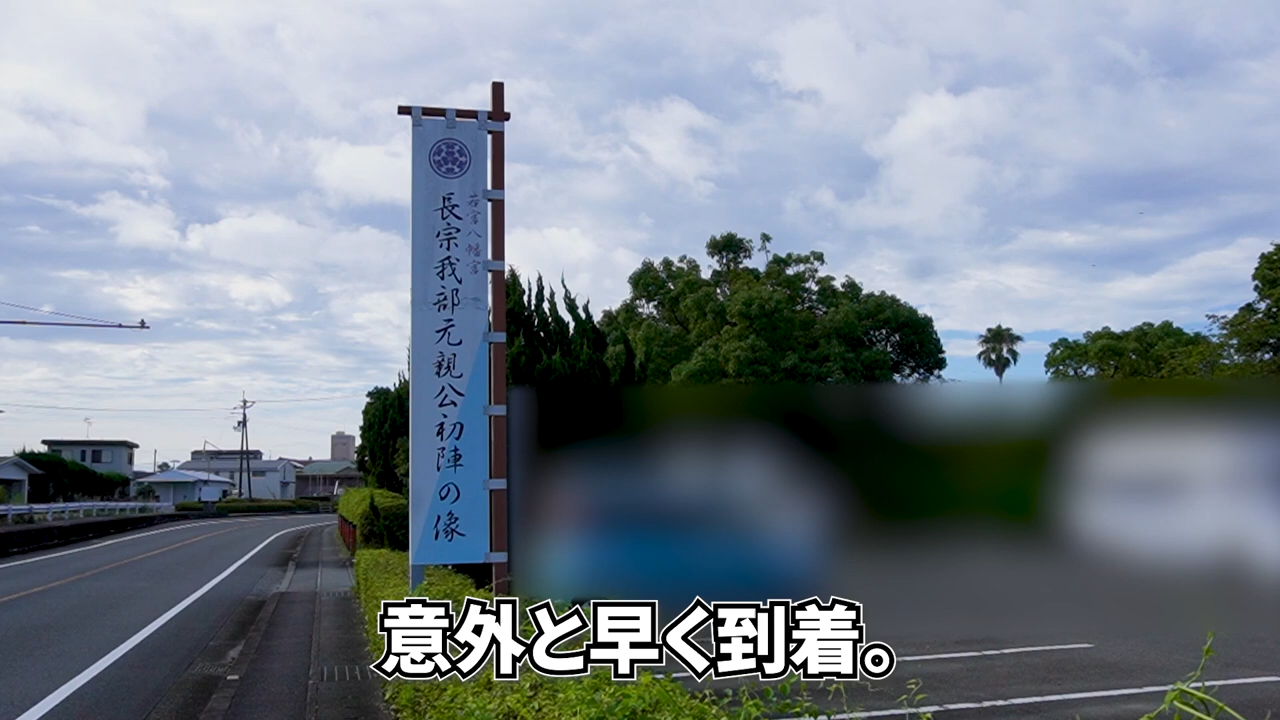 若宮八幡宮
長宗我部元親公初陣の像
意外と早く到着。